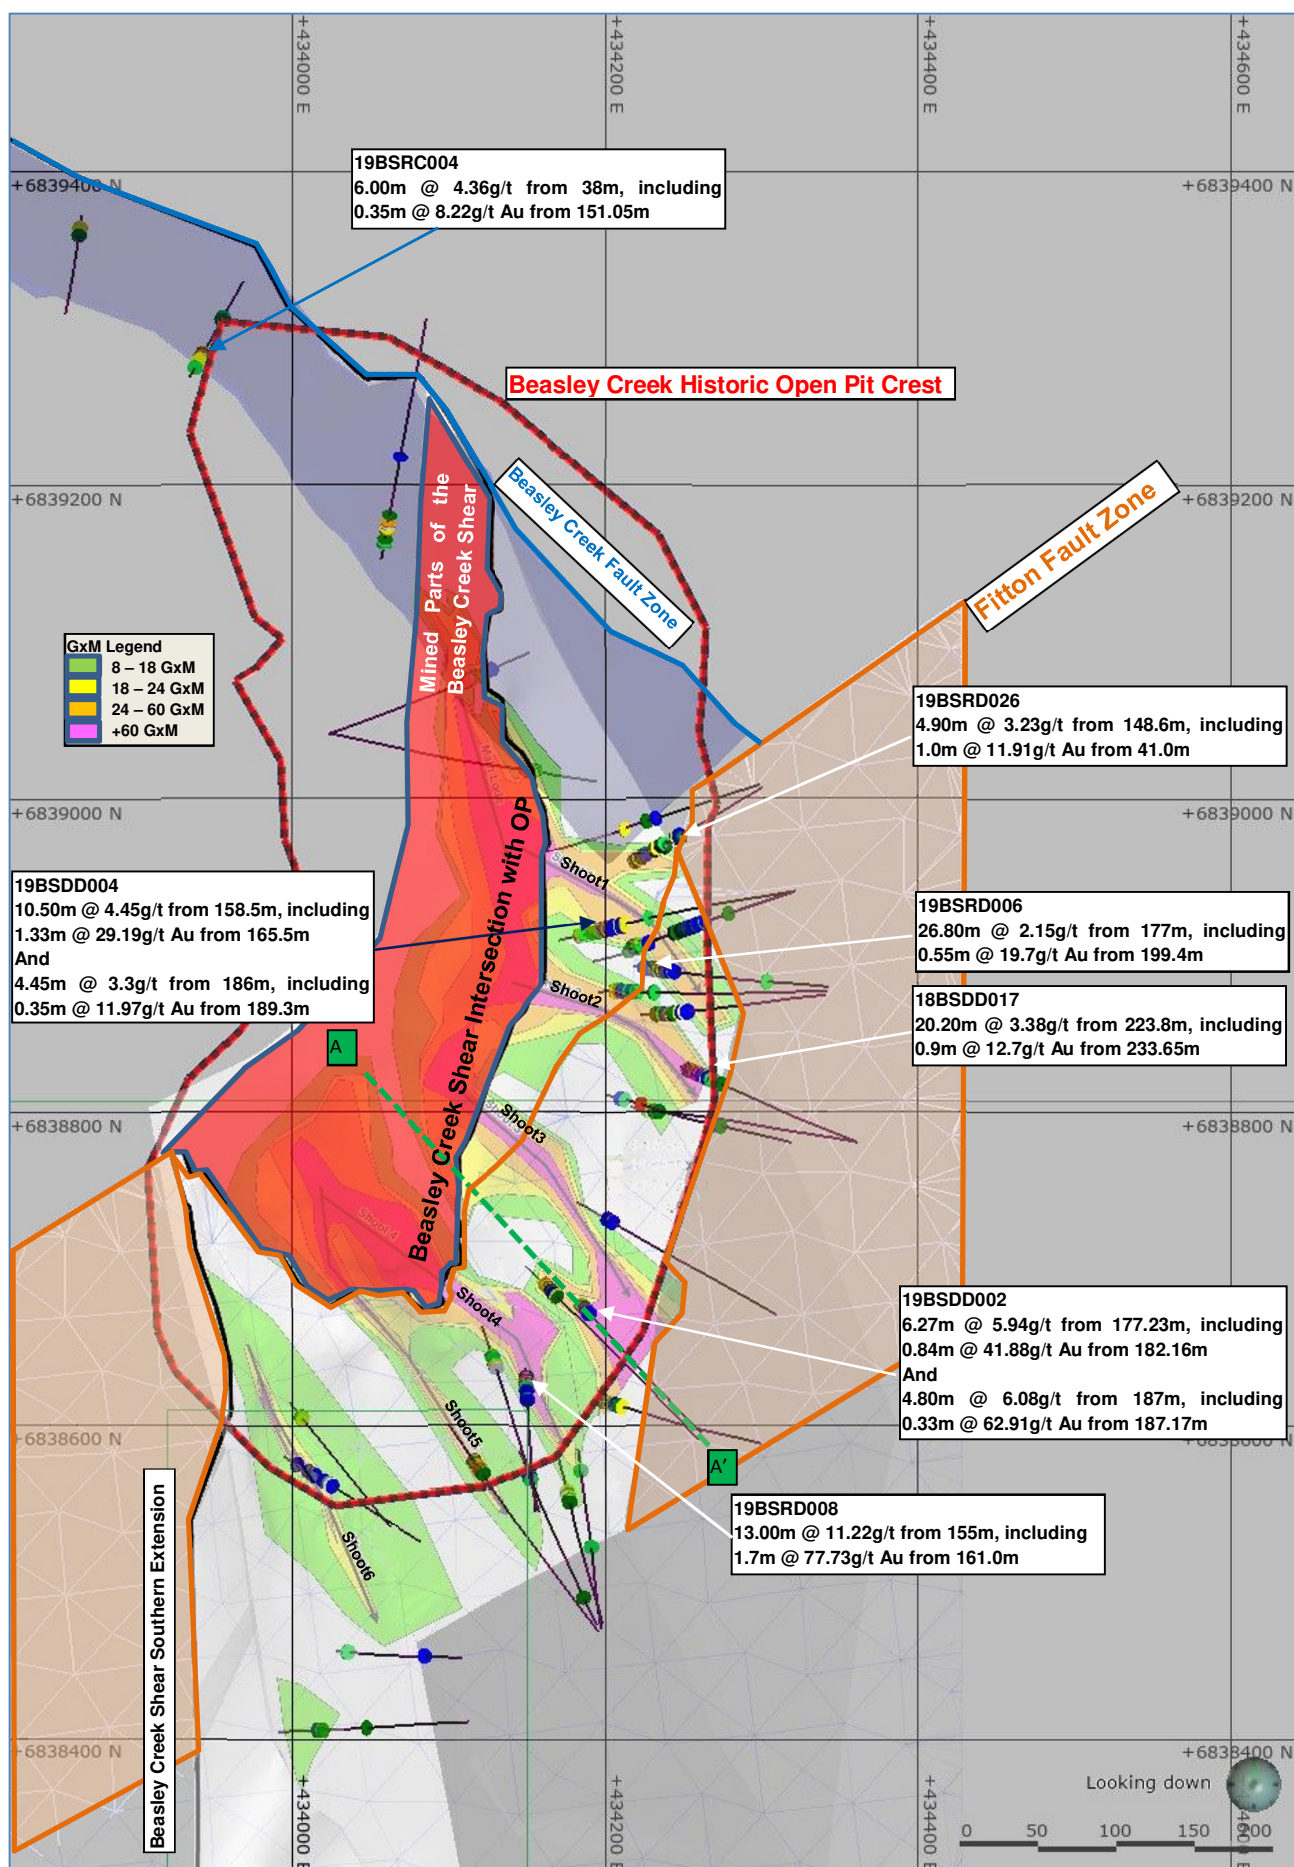 +434000 E
+434200 E
+434400 E
+434600 E
19BSRC004
6.00m @ 4.36g/t from 38m, including
0.35m @ 8.22g/t Au from 151.05m
+6839400 N
+6839400 N
Beasley Creek Historic Open Pit Crest
+6839200 N
+6839200 N
Mined Parts of the
Beasley Creek Shear
Beasley Creek Fault Zone
Fitton Fault Zone
GxM Legend
8 – 18 GxM
18 – 24 GxM
24 – 60 GxM
+60 GxM
19BSRD026
4.90m @ 3.23g/t from 148.6m, including
1.0m @ 11.91g/t Au from 41.0m
+6839000 N
+6839000 N
Main Lode
Beasley Creek Shear Intersection with OP
Shoot1
19BSDD004
10.50m @ 4.45g/t from 158.5m, including
1.33m @ 29.19g/t Au from 165.5m
And
4.45m @ 3.3g/t from 186m, including
0.35m @ 11.97g/t Au from 189.3m
19BSRD006
26.80m @ 2.15g/t from 177m, including
0.55m @ 19.7g/t Au from 199.4m
Shoot2
18BSDD017
20.20m @ 3.38g/t from 223.8m, including
0.9m @ 12.7g/t Au from 233.65m
A
+6838800 N
+6838800 N
Shoot3
Shoot 4
Shoot4
19BSDD002
6.27m @ 5.94g/t from 177.23m, including
0.84m @ 41.88g/t Au from 182.16m
And
4.80m @ 6.08g/t from 187m, including
0.33m @ 62.91g/t Au from 187.17m
+6838600 N
+6838600 N
Shoot5
A'
19BSRD008
13.00m @ 11.22g/t from 155m, including
1.7m @ 77.73g/t Au from 161.0m
Shoot6
Beasley Creek Shear Southern Extension
+6838400 N
+6838400 N
Looking down
0 50 100 150 200
+434000 E
+434200 E
+434400 E